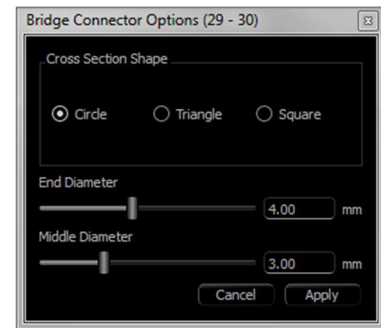 Bridge Connector Options (29 - 30)
Cross Section Shape
Circle Triangle Square
End Diameter
4.00 mm
Middle Diameter
3.00 mm
Cancel Apply